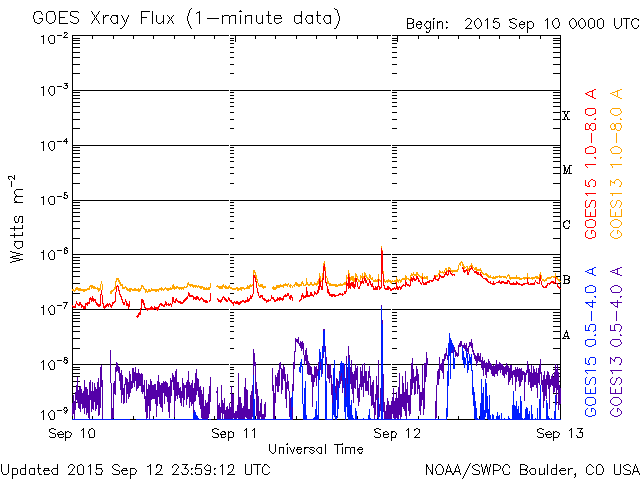 GOES Xray Flux (1-minute data)
Begin: 2015 Sep 10 0000 UTC
10-2
10-3
10-4
10-5
10-6
10-7
10-8
10-9
Watts m-2
X
M
C
B
A
GOES15 1.0-8.0 A
GOES13 1.0-8.0 A
GOES15 0.5-4.0 A
GOES13 0.5-4.0 A
Sep 10
Sep 11
Sep 12
Sep 13
Universal Time
Updated 2015 Sep 12 23:59:12 UTC
NOAA/SWPC Boulder, CO USA